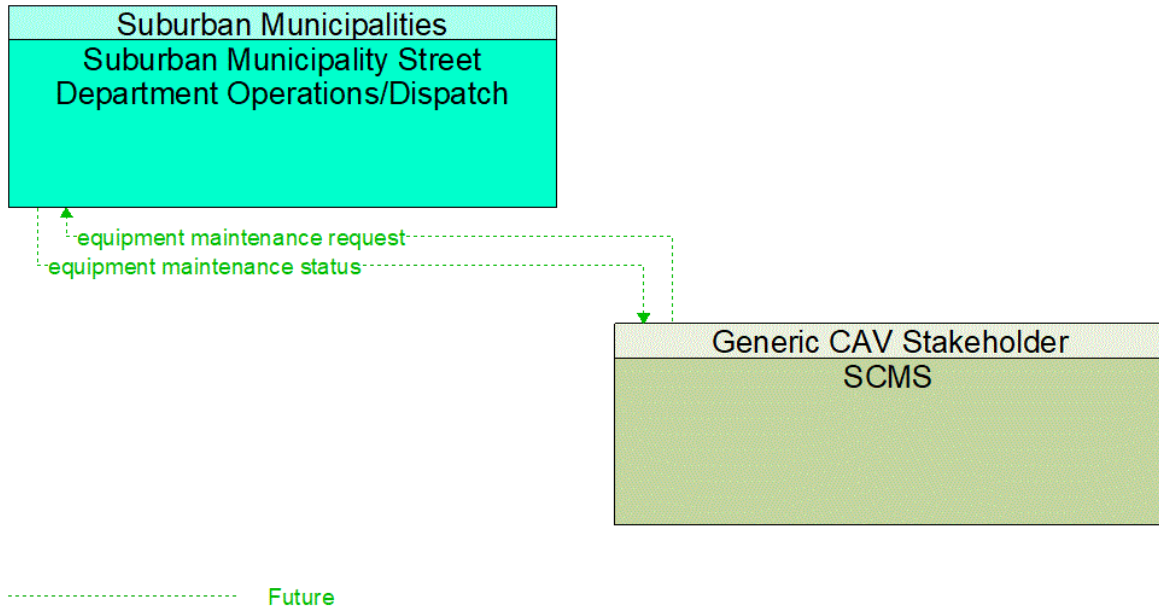 Suburban Municipalities
Suburban Municipality Street
Department Operations/Dispatch
equipment maintenance request
equipment maintenance status
Generic CAV Stakeholder
SCMS
Future